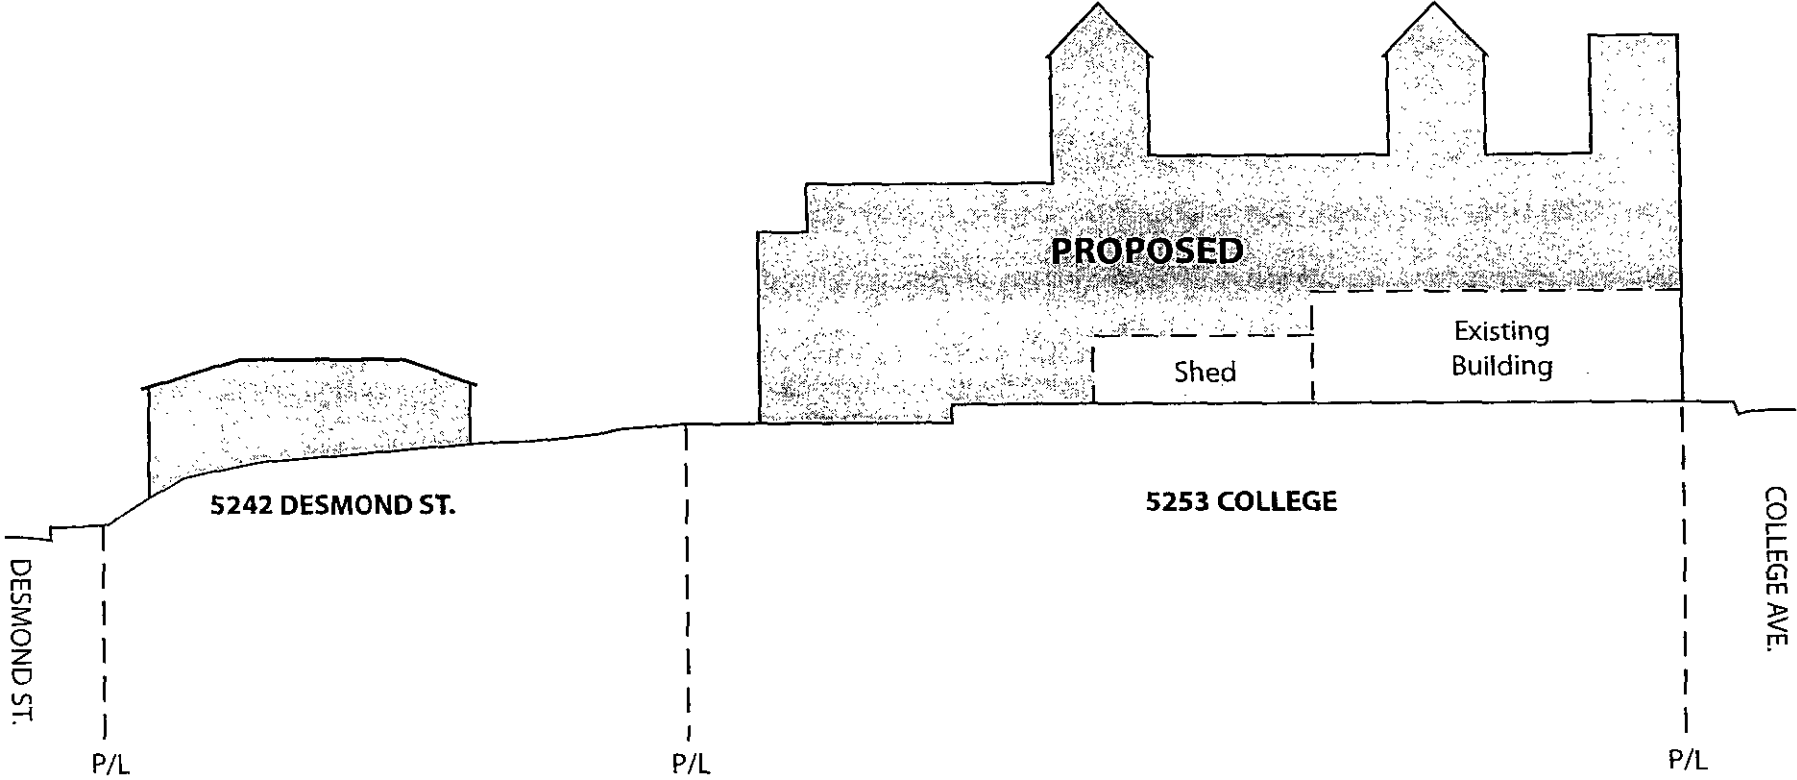 PROPOSED
Existing
Building
Shed
5242 DESMOND ST.
5253 COLLEGE
DESMOND ST.
COLLEGE AVE.
P/L
P/L
P/L